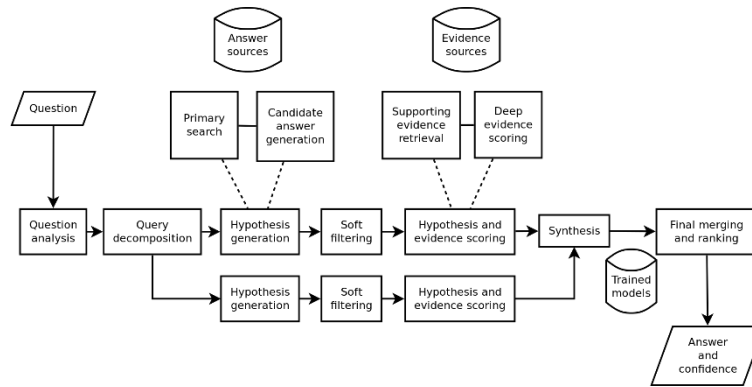 Answer
sources
Evidence
sources
Question
Primary
search
Candidate
answer
generation
Supporting
evidence
retrieval
Deep
evidence
scoring
Question
analysis
Query
decomposition
Hypothesis
generation
Soft
filtering
Hypothesis and
evidence scoring
Synthesis
Final merging
and ranking
Hypothesis
generation
Soft
filtering
Hypothesis and
evidence scoring
Trained
models
Answer
and
confidence